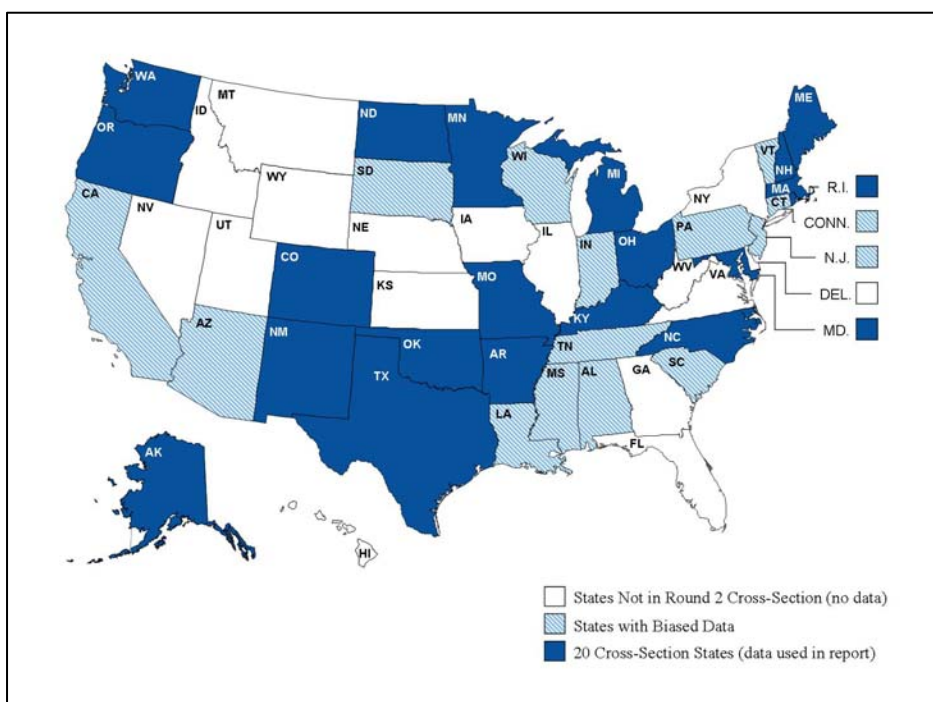 WA
MT
ME
ND
MN
ID
OR
VT
WI
NH
SD
MI
MA
R.I.
WY
NY
CT
CA
CONN.
IA
PA
NV
NE
UT
IL
IN
OH
N.J.
CO
WV
VA
KS
MO
DEL.
KY
AZ
NC
MD.
NM
OK
TN
AR
SC
TX
MS
AL
GA
LA
FL
AK
HI
States Not in Round 2 Cross-Section (no data)
States with Biased Data
20 Cross-Section States (data used in report)